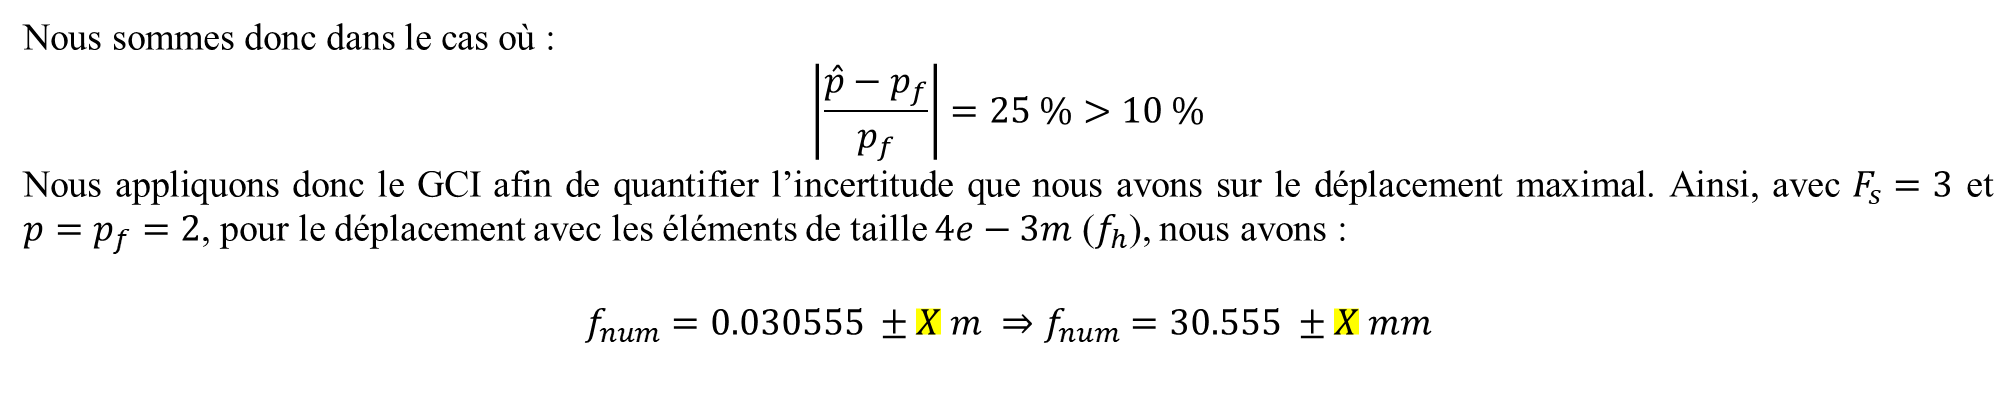 Nous sommes donc dans le cas où :
|(p̂ − p_f)/p_f| = 25 % > 10 %
Nous appliquons donc le GCI afin de quantifier l’incertitude que nous avons sur le déplacement maximal. Ainsi, avec F_s = 3 et
p = p_f = 2, pour le déplacement avec les éléments de taille 4e − 3m (f_h), nous avons :
f_num = 0.030555 ± X m ⇒ f_num = 30.555 ± X mm